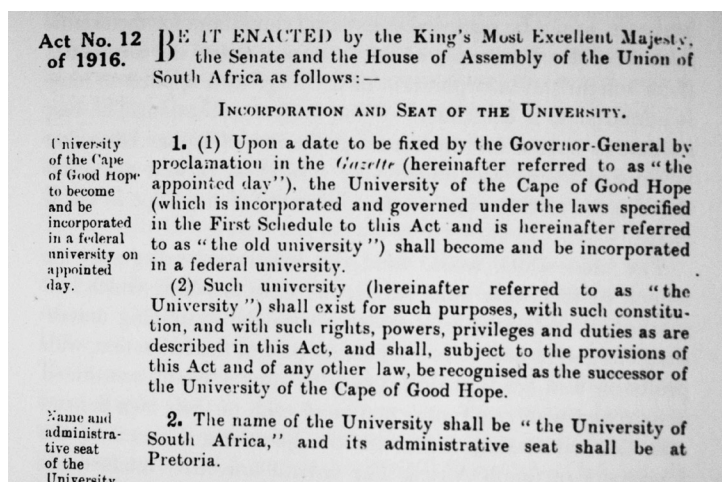 Act No. 12
of 1916.
BE IT ENACTED by the King's Most Excellent Majesty,
the Senate and the House of Assembly of the Union of
South Africa as follows:—
INCORPORATION AND SEAT OF THE UNIVERSITY.
University
of the Cape
of Good Hope
to become
and be
incorporated
in a federal
university on
appointed
day.
1. (1) Upon a date to be fixed by the Governor-General by
proclamation in the Gazette (hereinafter referred to as "the
appointed day"), the University of the Cape of Good Hope
(which is incorporated and governed under the laws specified
in the First Schedule to this Act and is hereinafter referred
to as "the old university") shall become and be incorporated
in a federal university.
(2) Such university (hereinafter referred to as "the
University") shall exist for such purposes, with such constitu-
tion, and with such rights, powers, privileges and duties as are
described in this Act, and shall, subject to the provisions of
this Act and of any other law, be recognised as the successor of
the University of the Cape of Good Hope.
Name and
administra-
tive seat
of the
University
2. The name of the University shall be "the University of
South Africa," and its administrative seat shall be at
Pretoria.